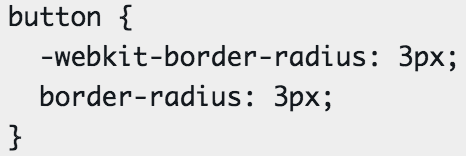 button {
  -webkit-border-radius: 3px;
  border-radius: 3px;
}